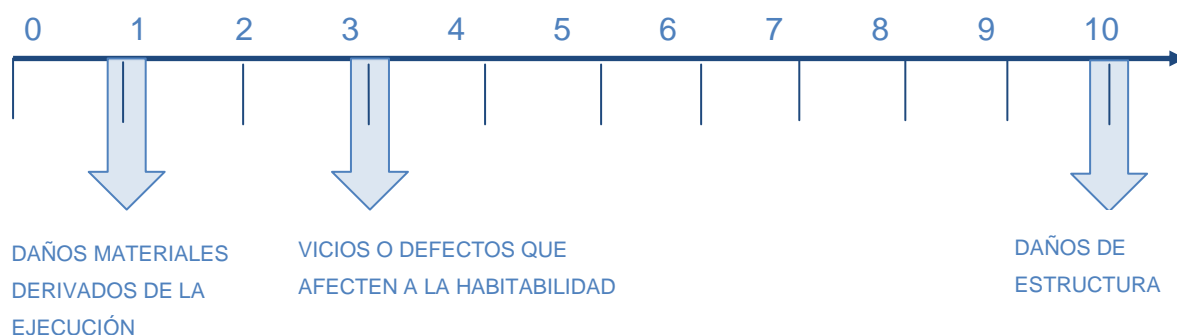 0 1 2 3 4 5 6 7 8 9 10
DAÑOS MATERIALES
DERIVADOS DE LA
EJECUCIÓN
VICIOS O DEFECTOS QUE
AFECTEN A LA HABITABILIDAD
DAÑOS DE
ESTRUCTURA